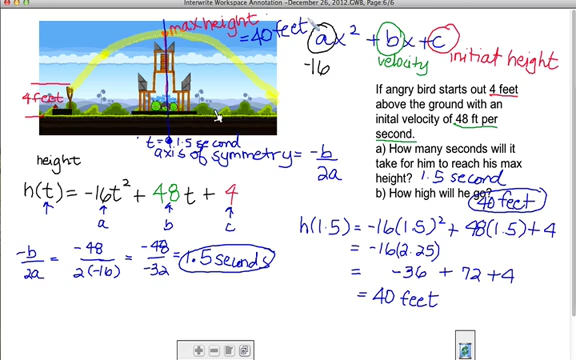 Interwrite Workspace Annotation - December 26, 2012.GWB, Page:6/6
max height
= 40 feet
ax² + bx + c
-16
velocity
initial height
4 feet
If angry bird starts out 4 feet
above the ground with an
inital velocity of 48 ft per
second.
a) How many seconds will it
take for him to reach his max
height? 1.5 second
b) How high will he go?
40 feet
t = 1.5 second
axis of symmetry = -b/2a
height
h(t) = -16t² + 48t + 4
a b c
-b/2a = -48/2(-16) = -48/-32 = 1.5 seconds
h(1.5) = -16(1.5)² + 48(1.5) + 4
= -16(2.25)
= -36 + 72 + 4
= 40 feet